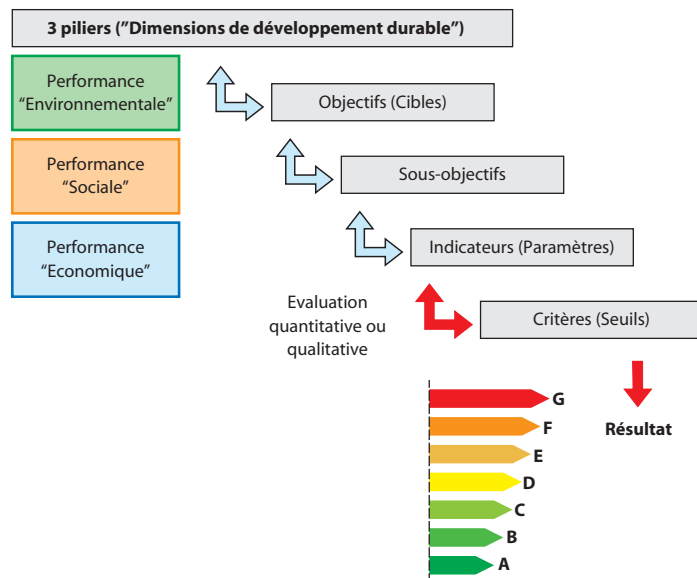 3 piliers ("Dimensions de développement durable")
Performance
"Environnementale"
Objectifs (Cibles)
Performance
"Sociale"
Sous-objectifs
Performance
"Economique"
Indicateurs (Paramètres)
Evaluation
quantitative ou
qualitative
Critères (Seuils)
G
F
Résultat
E
D
C
B
A